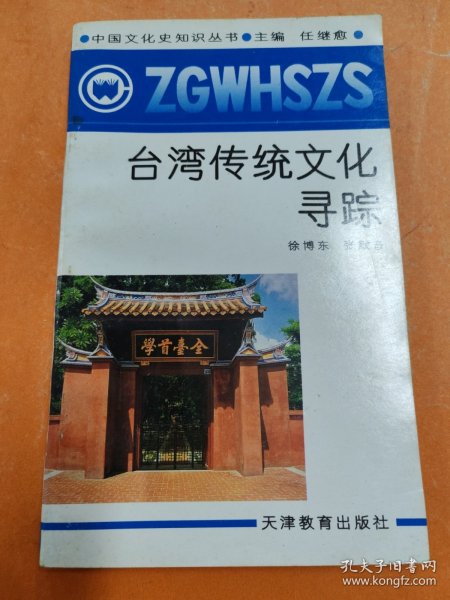 ●中国文化史知识丛书●主编 任继愈●
ZGWHSZS
台湾传统文化
寻踪
徐博东 张
全臺首學
天津教育出版社
孔夫子旧书网
www.kongfz.com